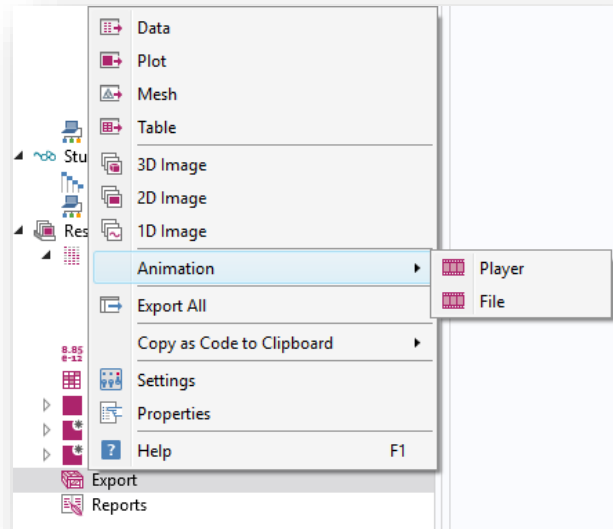 Data
Plot
Mesh
Table
Stu
3D Image
2D Image
Res
1D Image
Animation
Player
File
Export All
Copy as Code to Clipboard
8.85
e-12
Settings
Properties
Help F1
Export
Reports